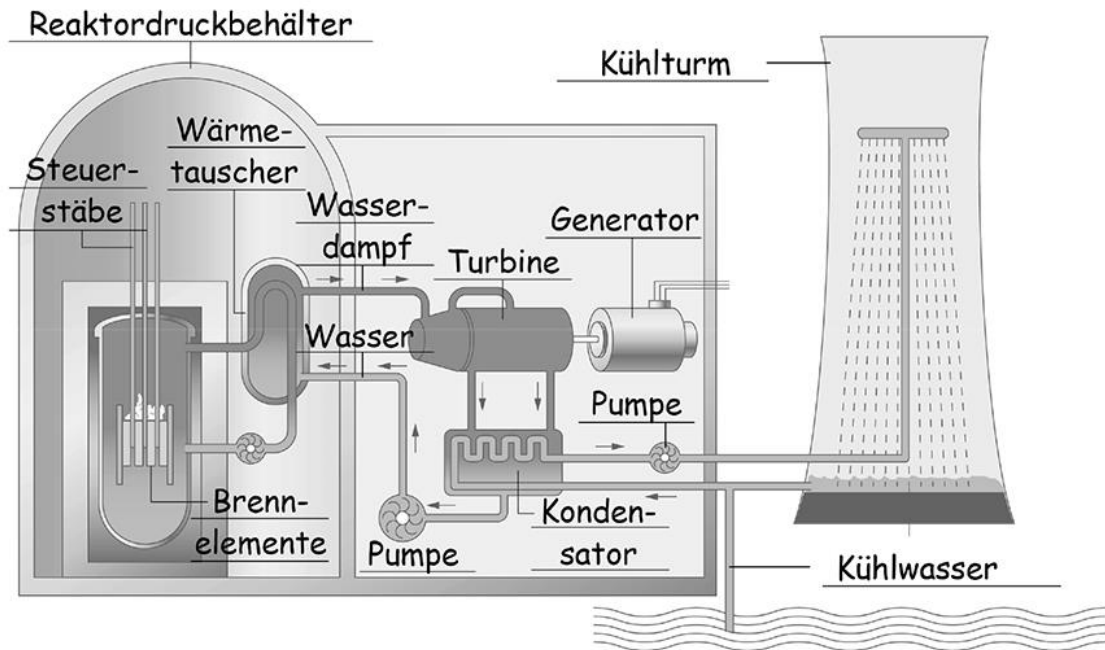 Reaktordruckbehälter
Kühlturm
Wärme-
tauscher
Steuer-
stäbe
Wasser-
dampf
Generator
Turbine
Wasser
Pumpe
Brenn-
elemente
Pumpe
Konden-
sator
Kühlwasser